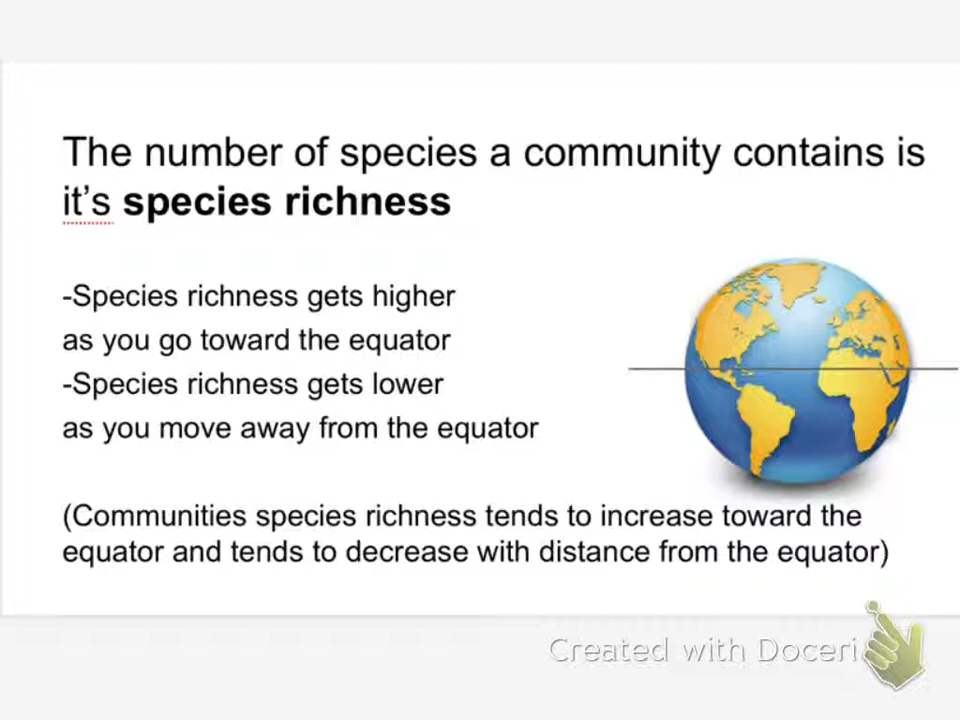 The number of species a community contains is
it's species richness
-Species richness gets higher
as you go toward the equator
-Species richness gets lower
as you move away from the equator
(Communities species richness tends to increase toward the
equator and tends to decrease with distance from the equator)
Created with Doceri